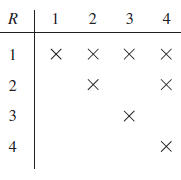 R 1 2 3 4
1 × × × ×
2 × ×
3 ×
4 ×